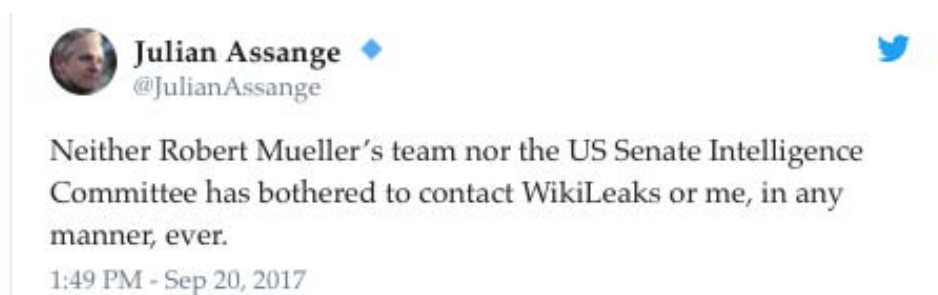 Julian Assange
@JulianAssange
Neither Robert Mueller's team nor the US Senate Intelligence
Committee has bothered to contact WikiLeaks or me, in any
manner, ever.
1:49 PM - Sep 20, 2017